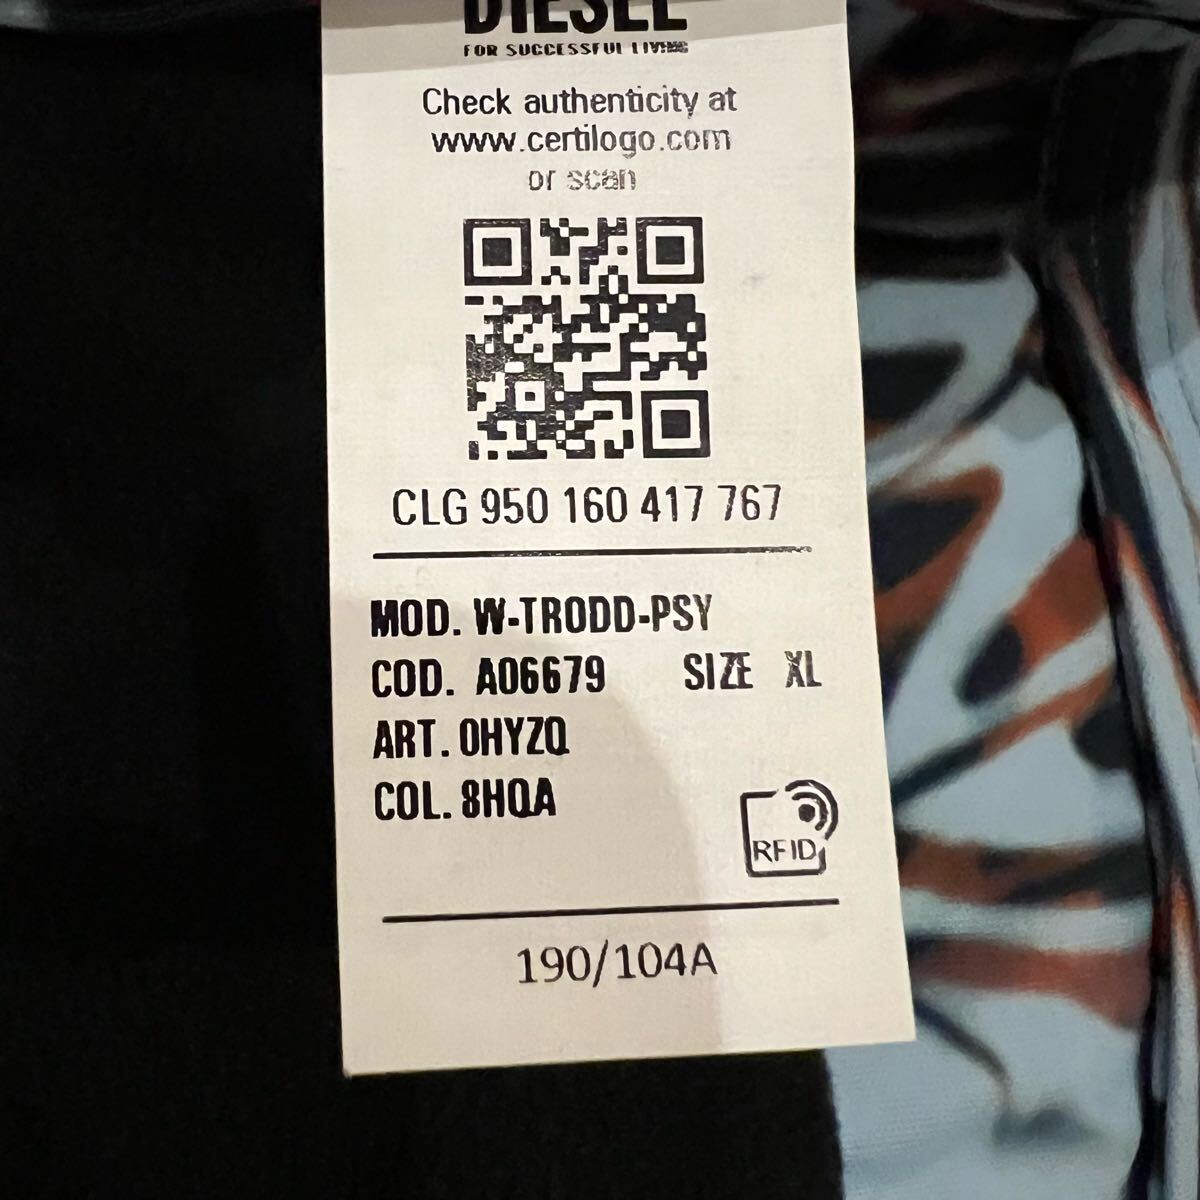 DIESEL
FOR SUCCESSFUL LIVING
Check authenticity at
www.certilogo.com
or scan
CLG 950 160 417 767
MOD. W-TRODD-PSY
COD. A06679 SIZE XL
ART. 0HYZQ
COL. 8HQA
RFID
190/104A